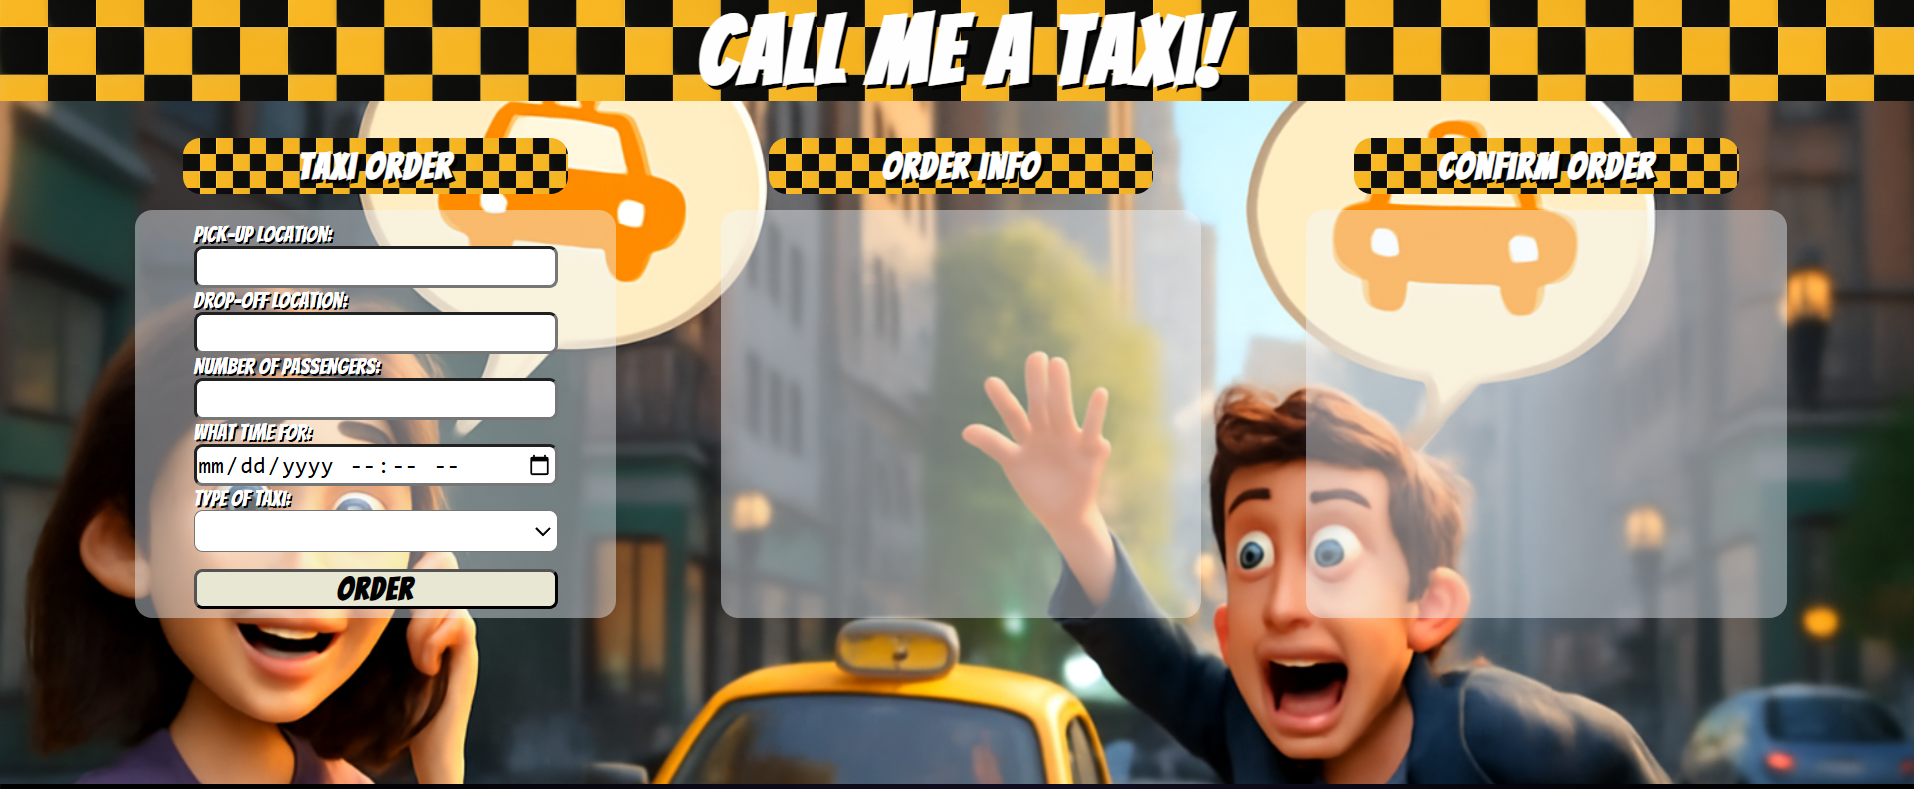 CALL ME A TAXI!
TAXI ORDER
PICK-UP LOCATION:
DROP-OFF LOCATION:
NUMBER OF PASSENGERS:
WHAT TIME FOR:
mm/dd/yyyy --:-- --
TYPE OF TAXI:
ORDER
ORDER INFO
CONFIRM ORDER